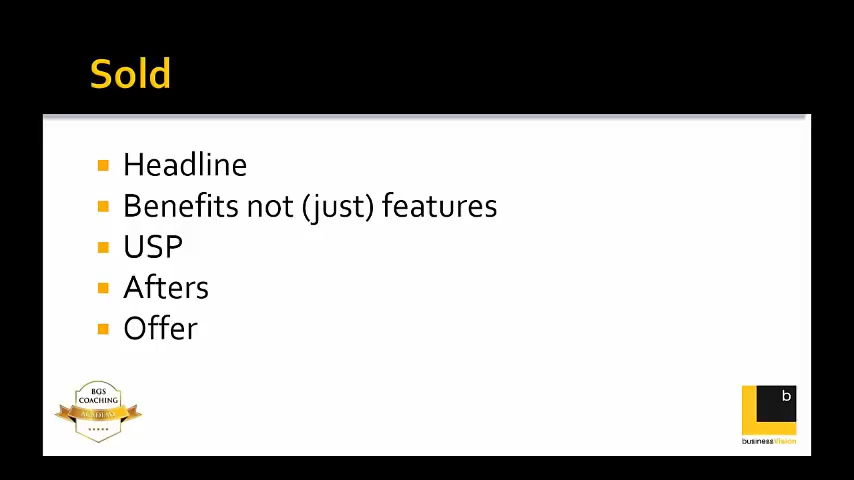 Sold
Headline
Benefits not (just) features
USP
Afters
Offer
BGS
COACHING
ACADEMY
b
businessVision